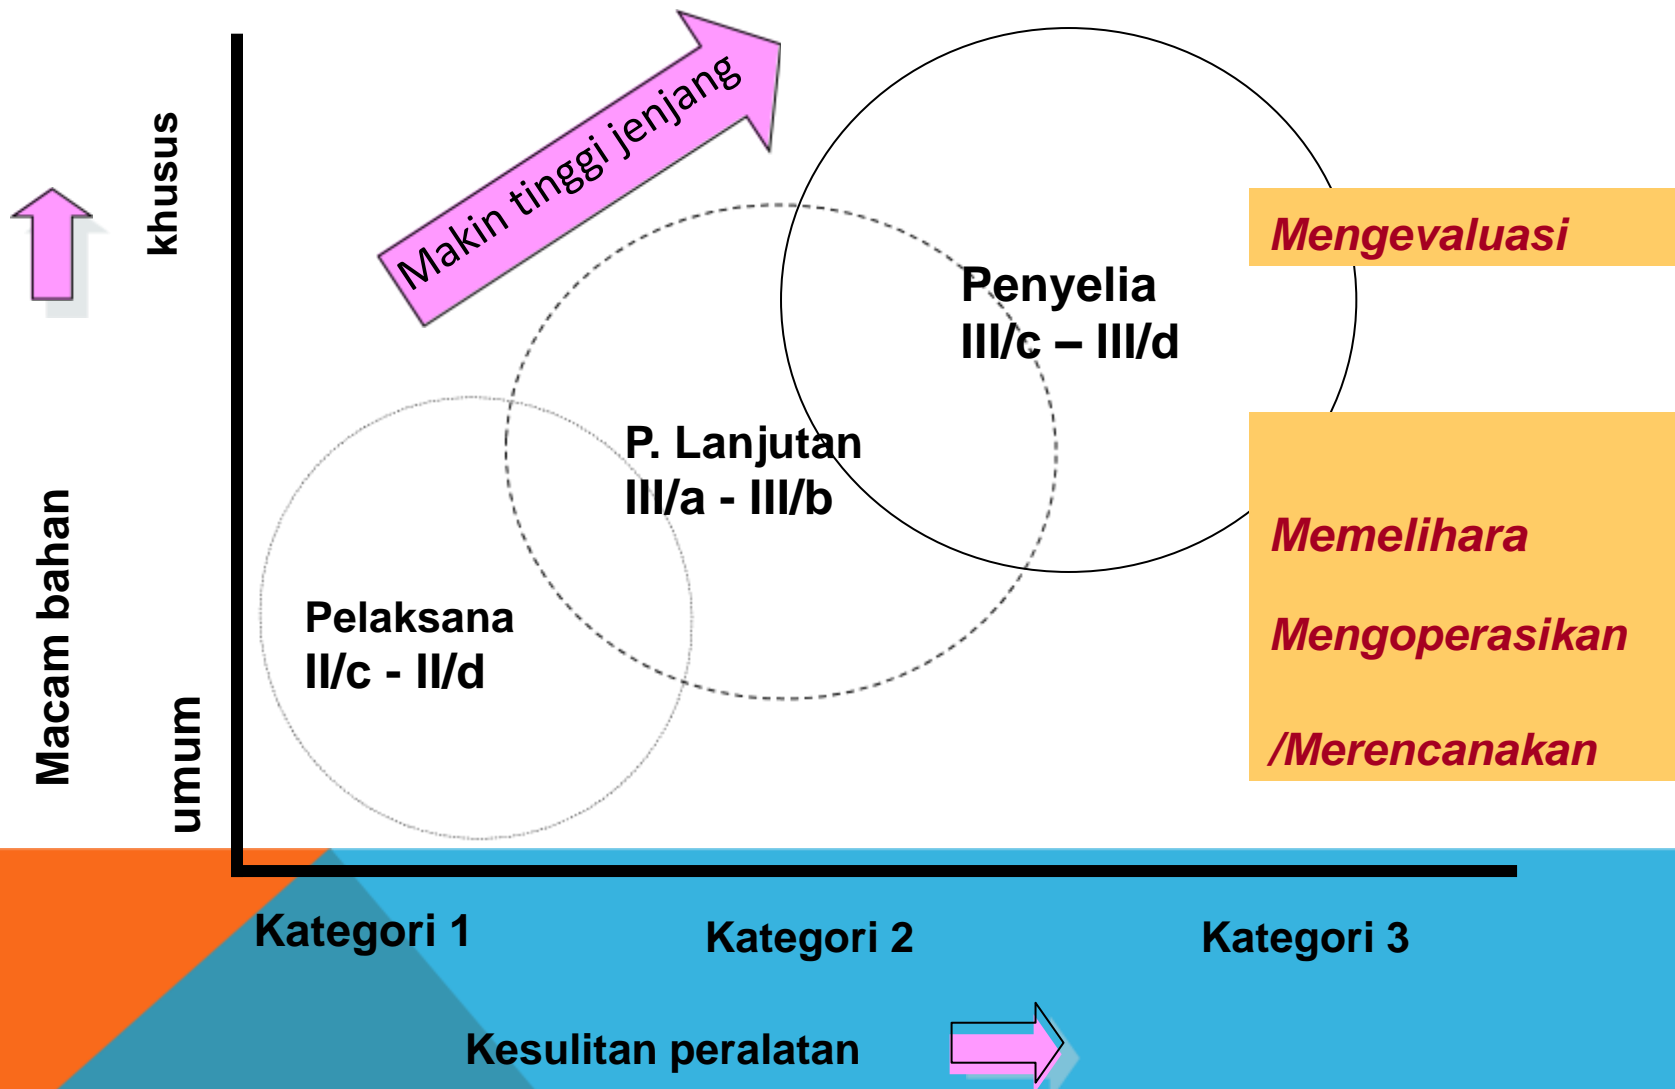 Makin tinggi jenjang
khusus
Mengevaluasi
Penyelia
III/c – III/d
P. Lanjutan
III/a - III/b
Macam bahan
Memelihara
Pelaksana
II/c - II/d
Mengoperasikan
umum
/Merencanakan
Kategori 1
Kategori 2
Kategori 3
Kesulitan peralatan